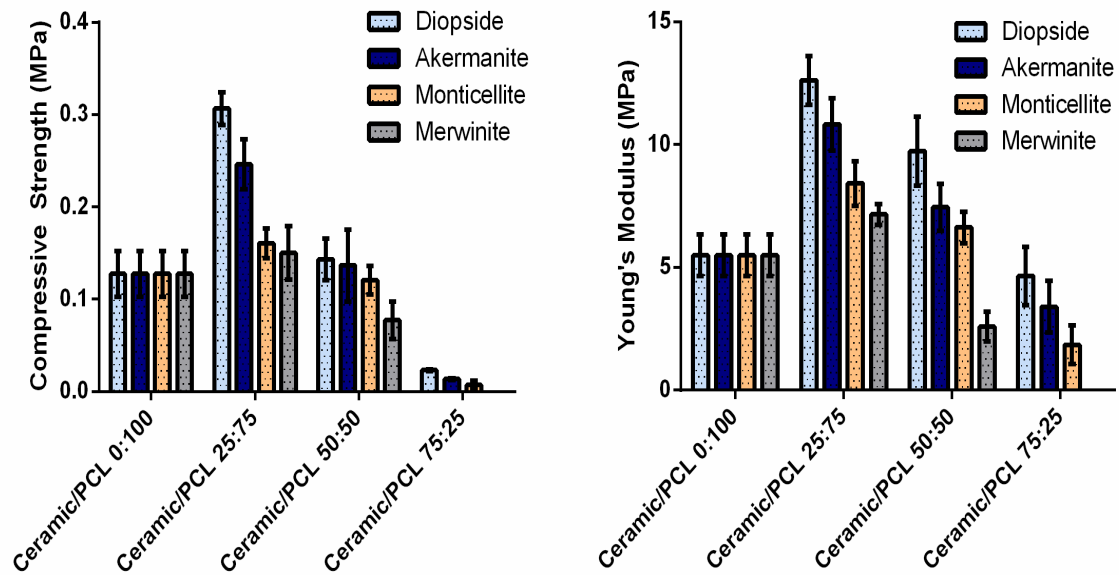 Compressive Strength (MPa)
0.4
0.3
0.2
0.1
0.0
Diopside
Akermanite
Monticellite
Merwinite
Ceramic/PCL 0:100
Ceramic/PCL 25:75
Ceramic/PCL 50:50
Ceramic/PCL 75:25
Young's Modulus (MPa)
15
10
5
0
Diopside
Akermanite
Monticellite
Merwinite
Ceramic/PCL 0:100
Ceramic/PCL 25:75
Ceramic/PCL 50:50
Ceramic/PCL 75:25